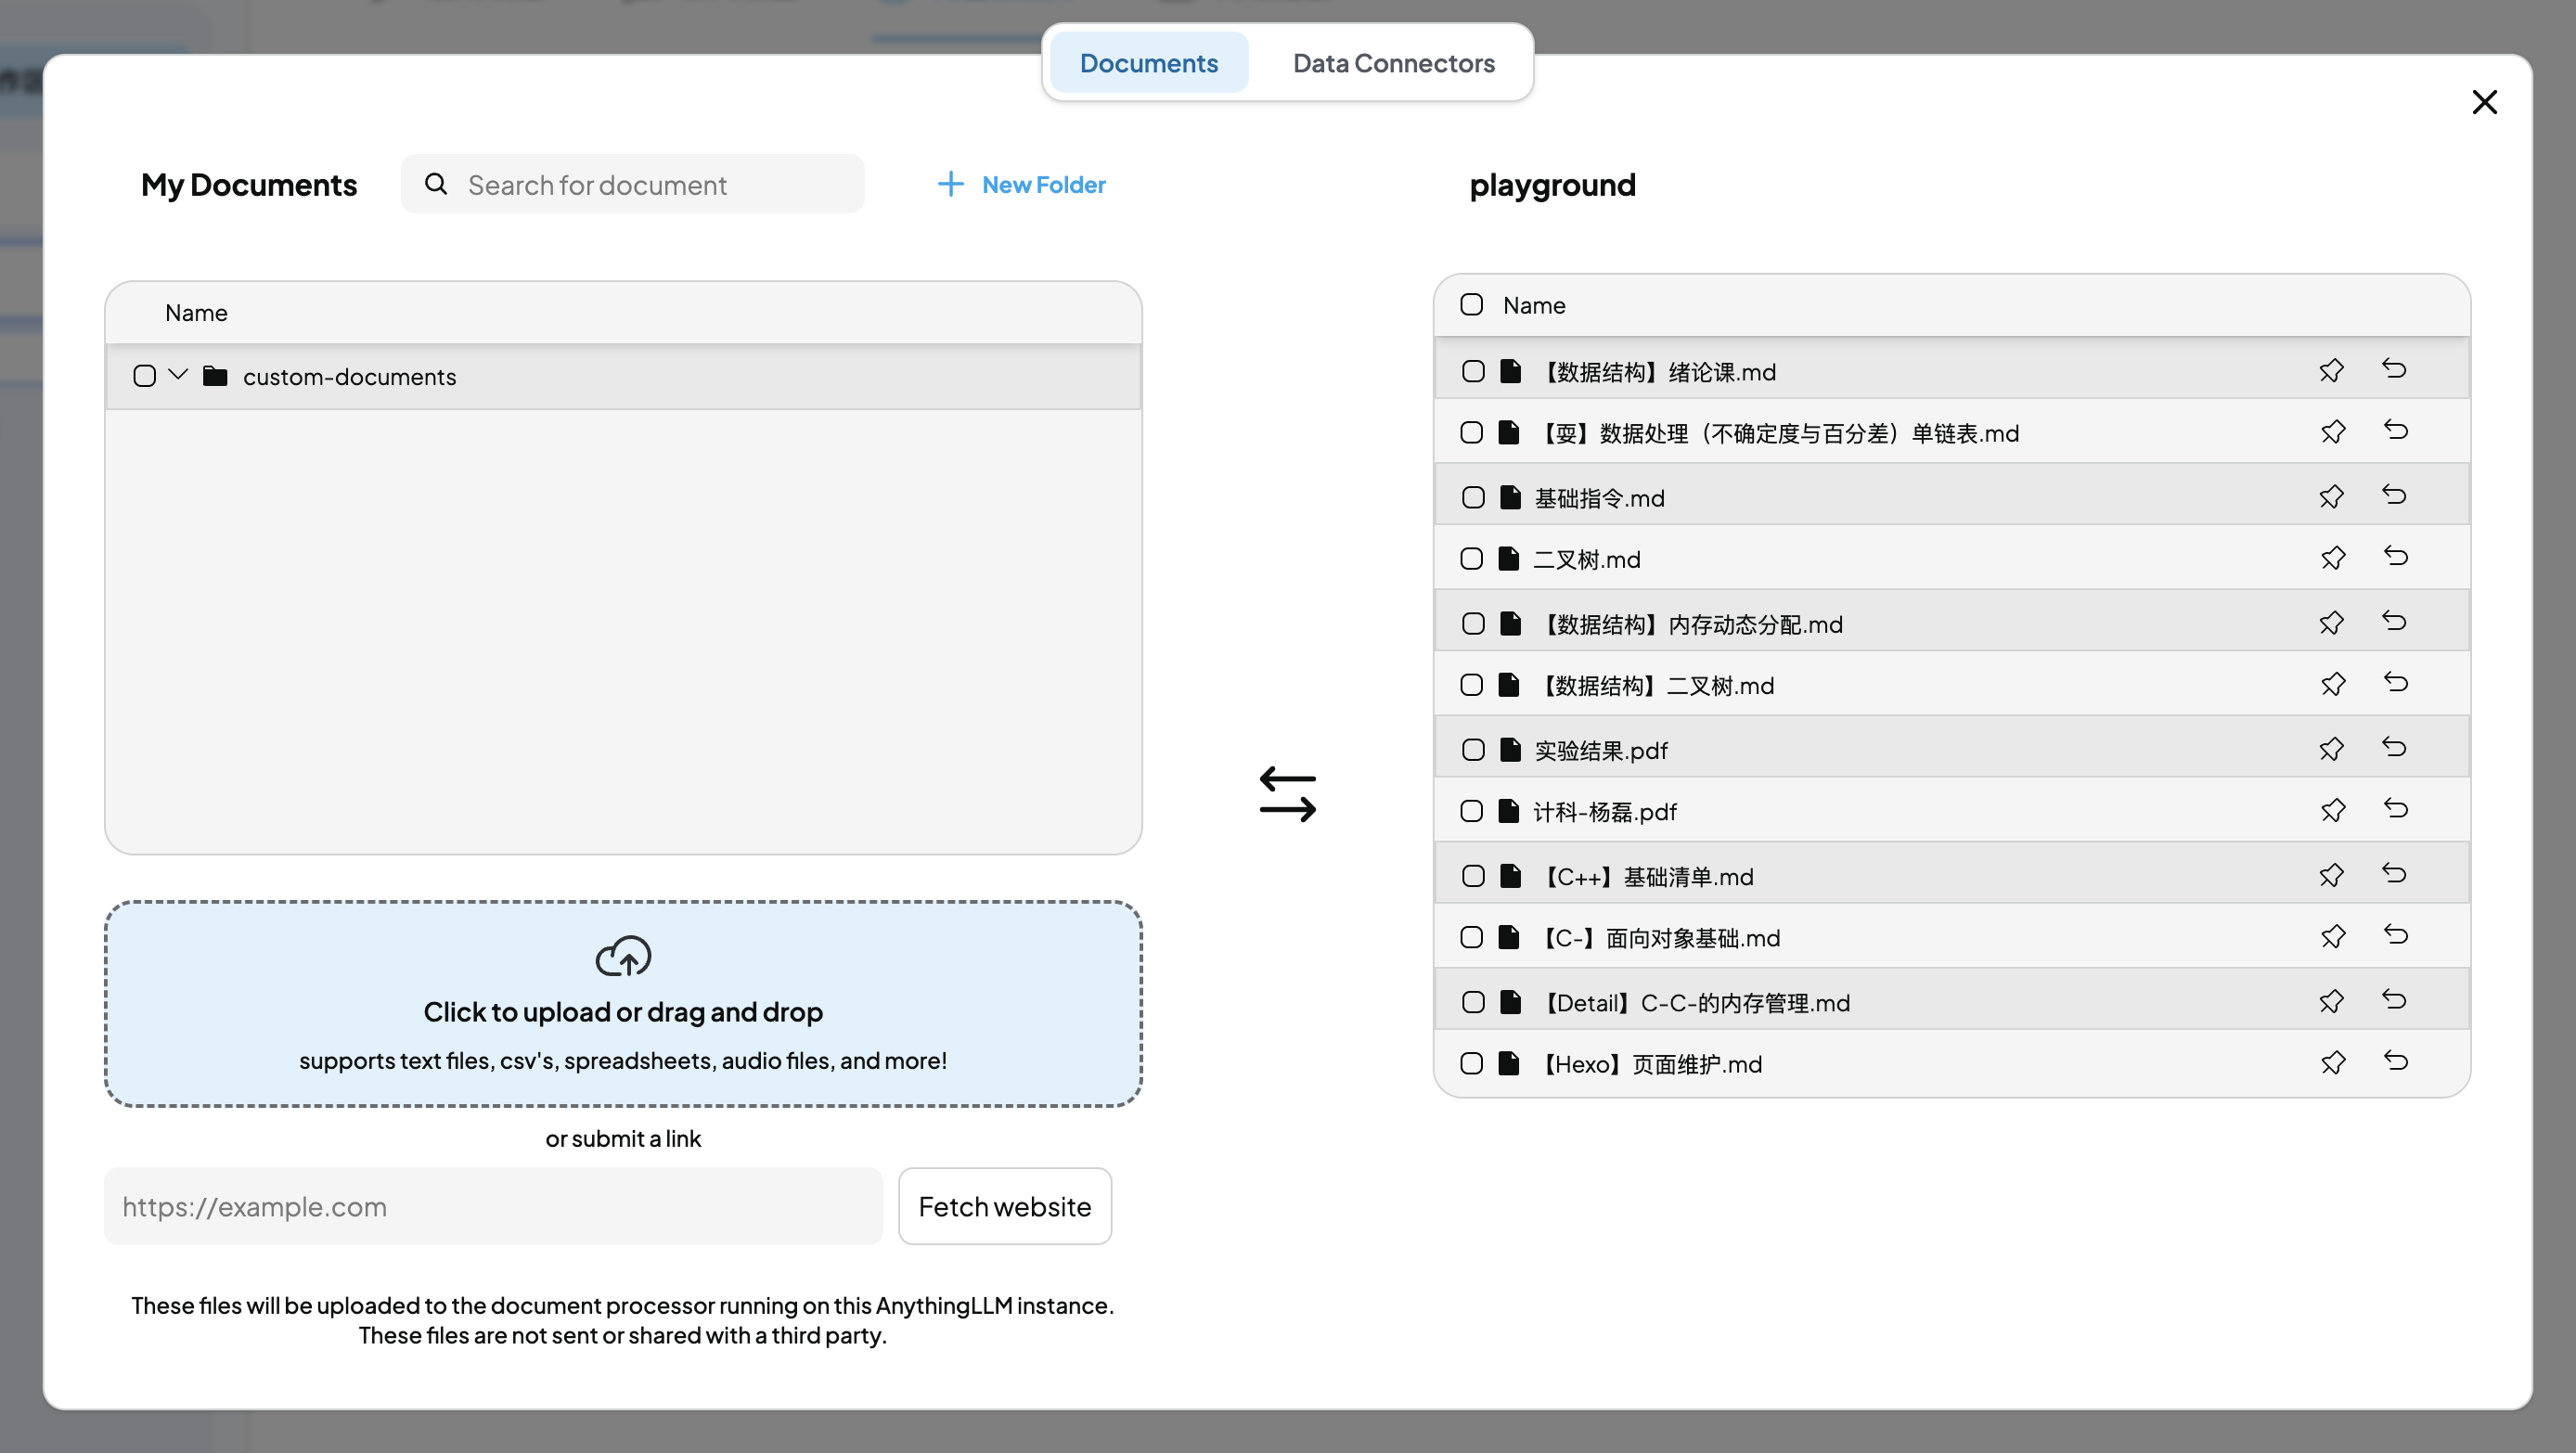 Documents
Data Connectors
My Documents
Search for document
New Folder
playground
Name
custom-documents
Click to upload or drag and drop
supports text files, csv's, spreadsheets, audio files, and more!
or submit a link
https://example.com
Fetch website
These files will be uploaded to the document processor running on this AnythingLLM instance.
These files are not sent or shared with a third party.
Name
【数据结构】绪论课.md
【耍】数据处理（不确定度与百分差）单链表.md
基础指令.md
二叉树.md
【数据结构】内存动态分配.md
【数据结构】二叉树.md
实验结果.pdf
计科-杨磊.pdf
【C++】基础清单.md
【C-】面向对象基础.md
【Detail】C-C-的内存管理.md
【Hexo】页面维护.md